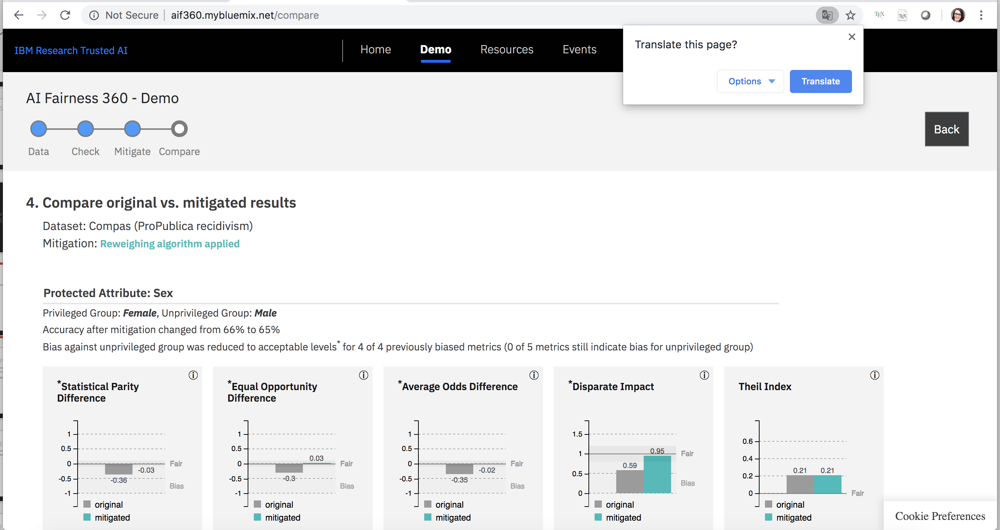 Not Secure | aif360.mybluemix.net/compare
TEX
TEX
IBM Research Trusted AI
Home
Demo
Resources
Events
Translate this page?
Options
Translate
AI Fairness 360 - Demo
Data
Check
Mitigate
Compare
Back
4. Compare original vs. mitigated results
Dataset: Compas (ProPublica recidivism)
Mitigation: Reweighing algorithm applied
Protected Attribute: Sex
Privileged Group: Female, Unprivileged Group: Male
Accuracy after mitigation changed from 66% to 65%
Bias against unprivileged group was reduced to acceptable levels* for 4 of 4 previously biased metrics (0 of 5 metrics still indicate bias for unprivileged group)
*Statistical Parity
Difference
1
0.5
0
-0.5
-1
-0.03
-0.36
Fair
Bias
original
mitigated
*Equal Opportunity
Difference
1
0.5
0
-0.5
-1
0.03
-0.3
Fair
Bias
original
mitigated
*Average Odds Difference
1
0.5
0
-0.5
-1
-0.02
-0.35
Fair
Bias
original
mitigated
*Disparate Impact
1.5
1
0.5
0
0.95
0.59
Fair
Bias
original
mitigated
Theil Index
0.6
0.4
0.2
0
0.21
0.21
Fair
original
mitigated
Cookie Preferences